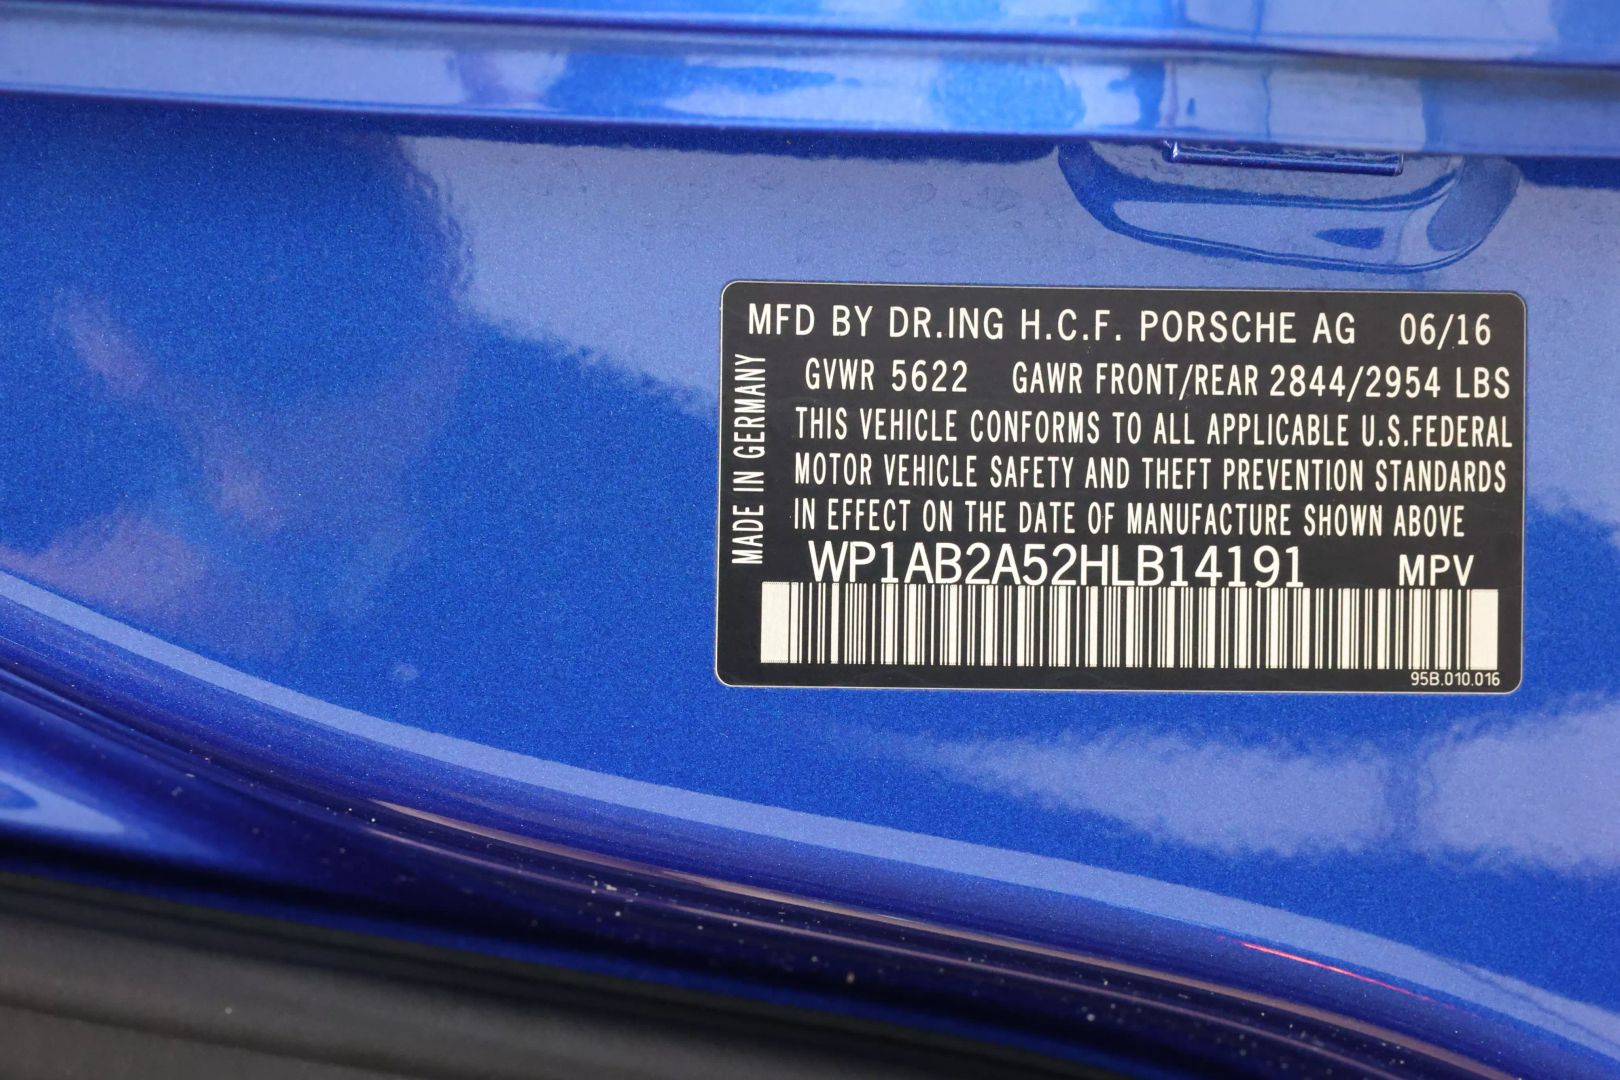 MFD BY DR.ING H.C.F. PORSCHE AG 06/16
GVWR 5622 GAWR FRONT/REAR 2844/2954 LBS
THIS VEHICLE CONFORMS TO ALL APPLICABLE U.S.FEDERAL
MOTOR VEHICLE SAFETY AND THEFT PREVENTION STANDARDS
IN EFFECT ON THE DATE OF MANUFACTURE SHOWN ABOVE
MADE IN GERMANY
WP1AB2A52HLB14191 MPV
95B.010.016